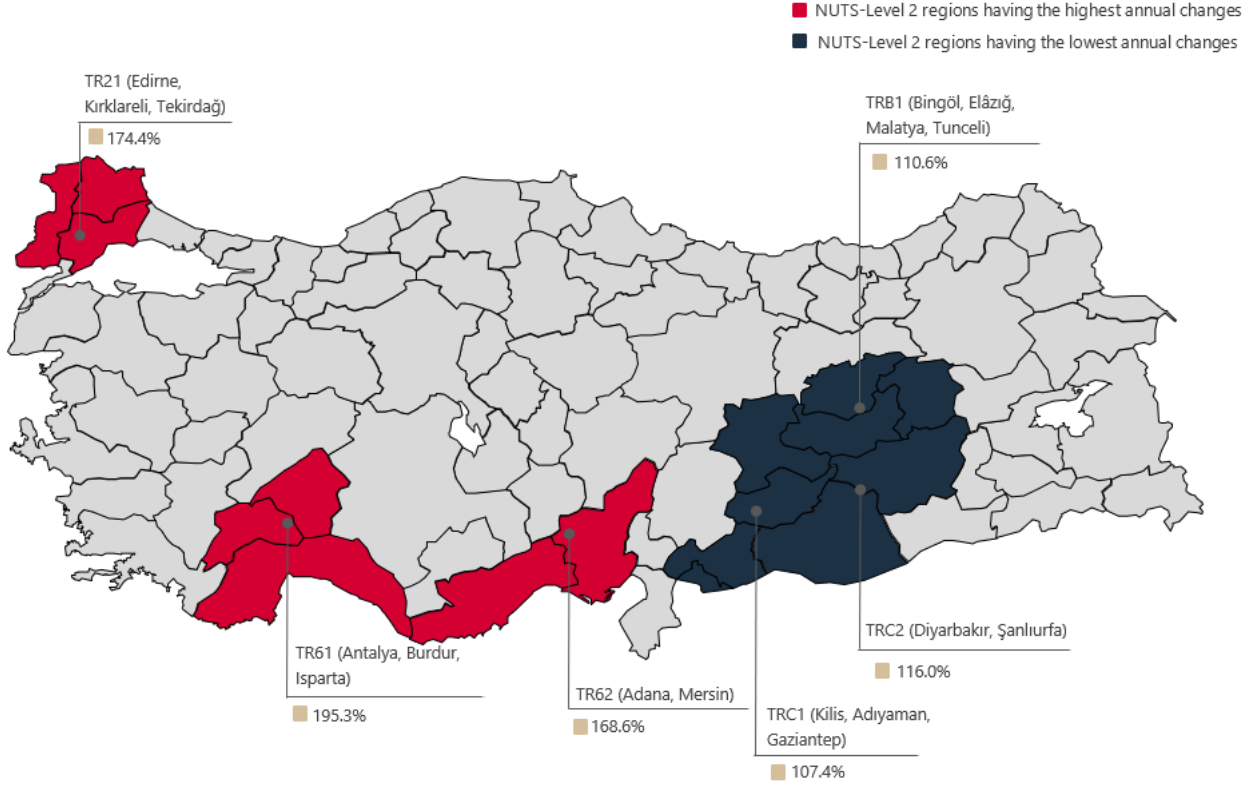 NUTS-Level 2 regions having the highest annual changes
NUTS-Level 2 regions having the lowest annual changes
TR21 (Edirne,
Kırklareli, Tekirdağ)
174.4%
TRB1 (Bingöl, Elâzığ,
Malatya, Tunceli)
110.6%
TRC2 (Diyarbakır, Şanlıurfa)
116.0%
TR61 (Antalya, Burdur,
Isparta)
195.3%
TR62 (Adana, Mersin)
168.6%
TRC1 (Kilis, Adıyaman,
Gaziantep)
107.4%